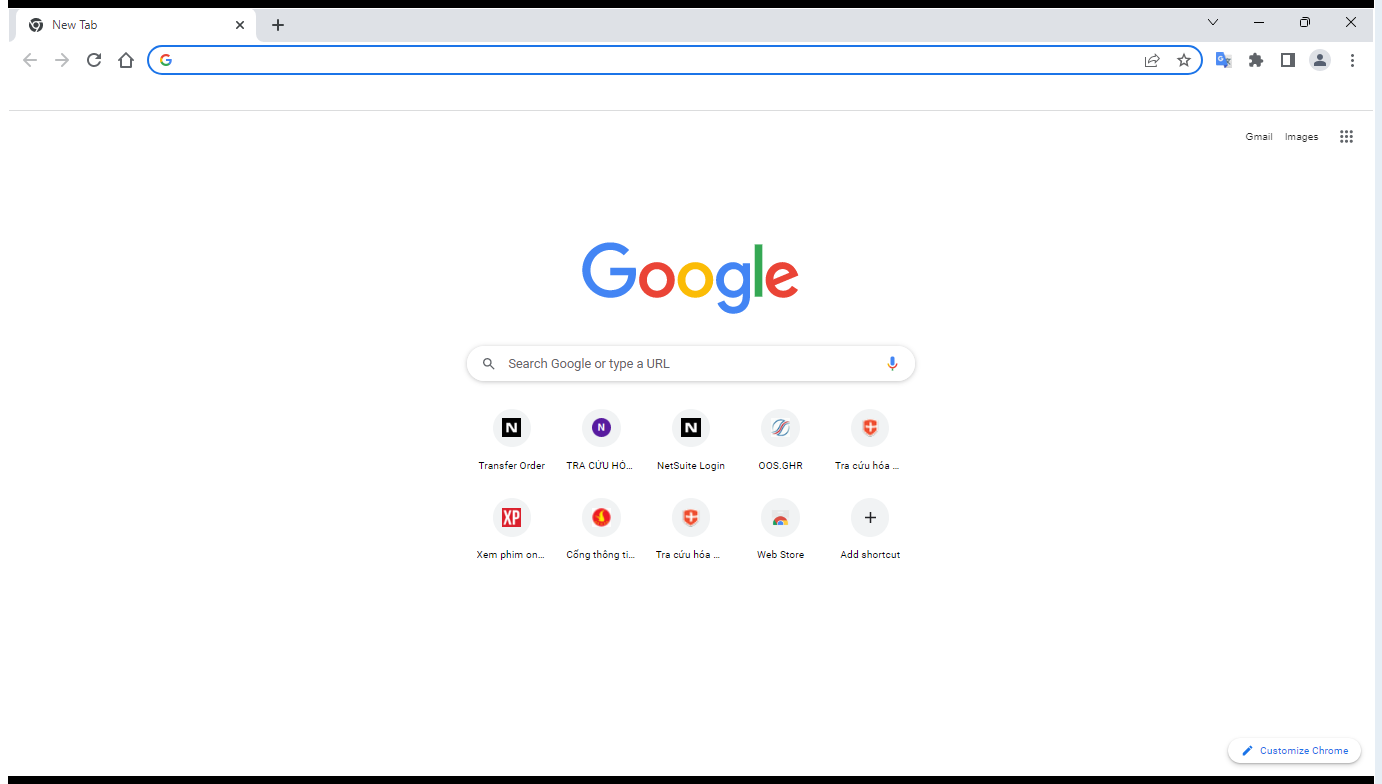 New Tab
Gmail Images
Google
Search Google or type a URL
Transfer Order
TRA CỨU HÓ...
NetSuite Login
OOS.GHR
Tra cứu hóa ...
Xem phim on...
Cổng thông ti...
Tra cứu hóa ...
Web Store
Add shortcut
Customize Chrome